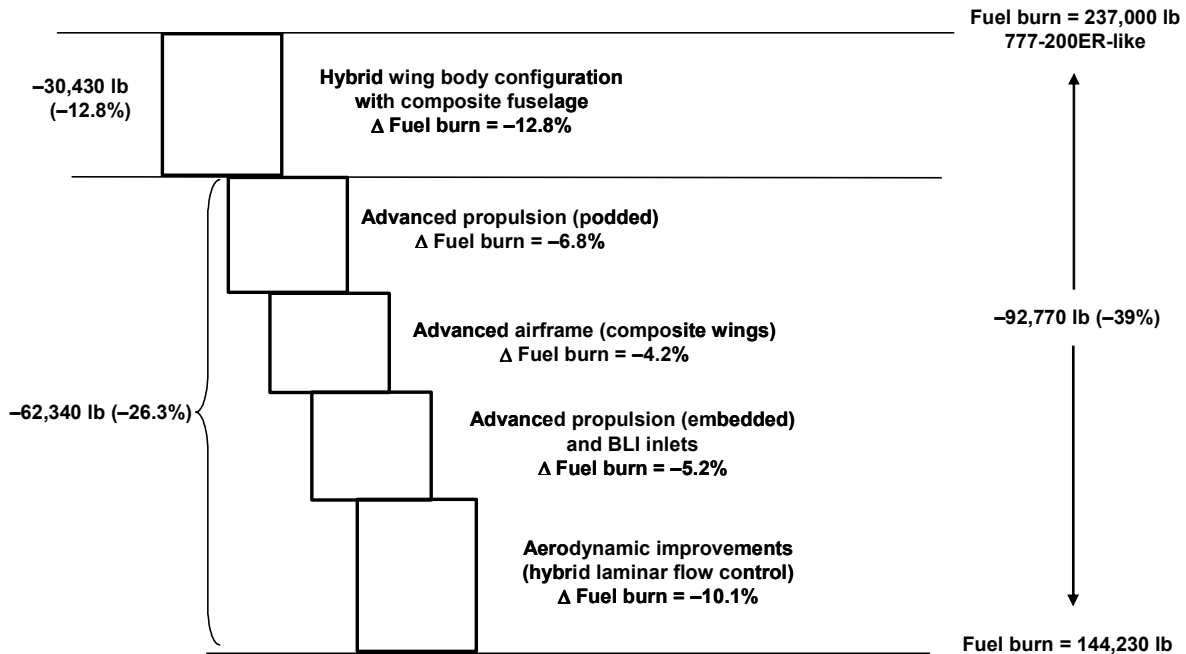 Fuel burn = 237,000 lb
777-200ER-like
–30,430 lb
(–12.8%)
Hybrid wing body configuration
with composite fuselage
Δ Fuel burn = –12.8%
Advanced propulsion (podded)
Δ Fuel burn = –6.8%
–92,770 lb (–39%)
Advanced airframe (composite wings)
Δ Fuel burn = –4.2%
–62,340 lb (–26.3%)
Advanced propulsion (embedded)
and BLI inlets
Δ Fuel burn = –5.2%
Aerodynamic improvements
(hybrid laminar flow control)
Δ Fuel burn = –10.1%
Fuel burn = 144,230 lb